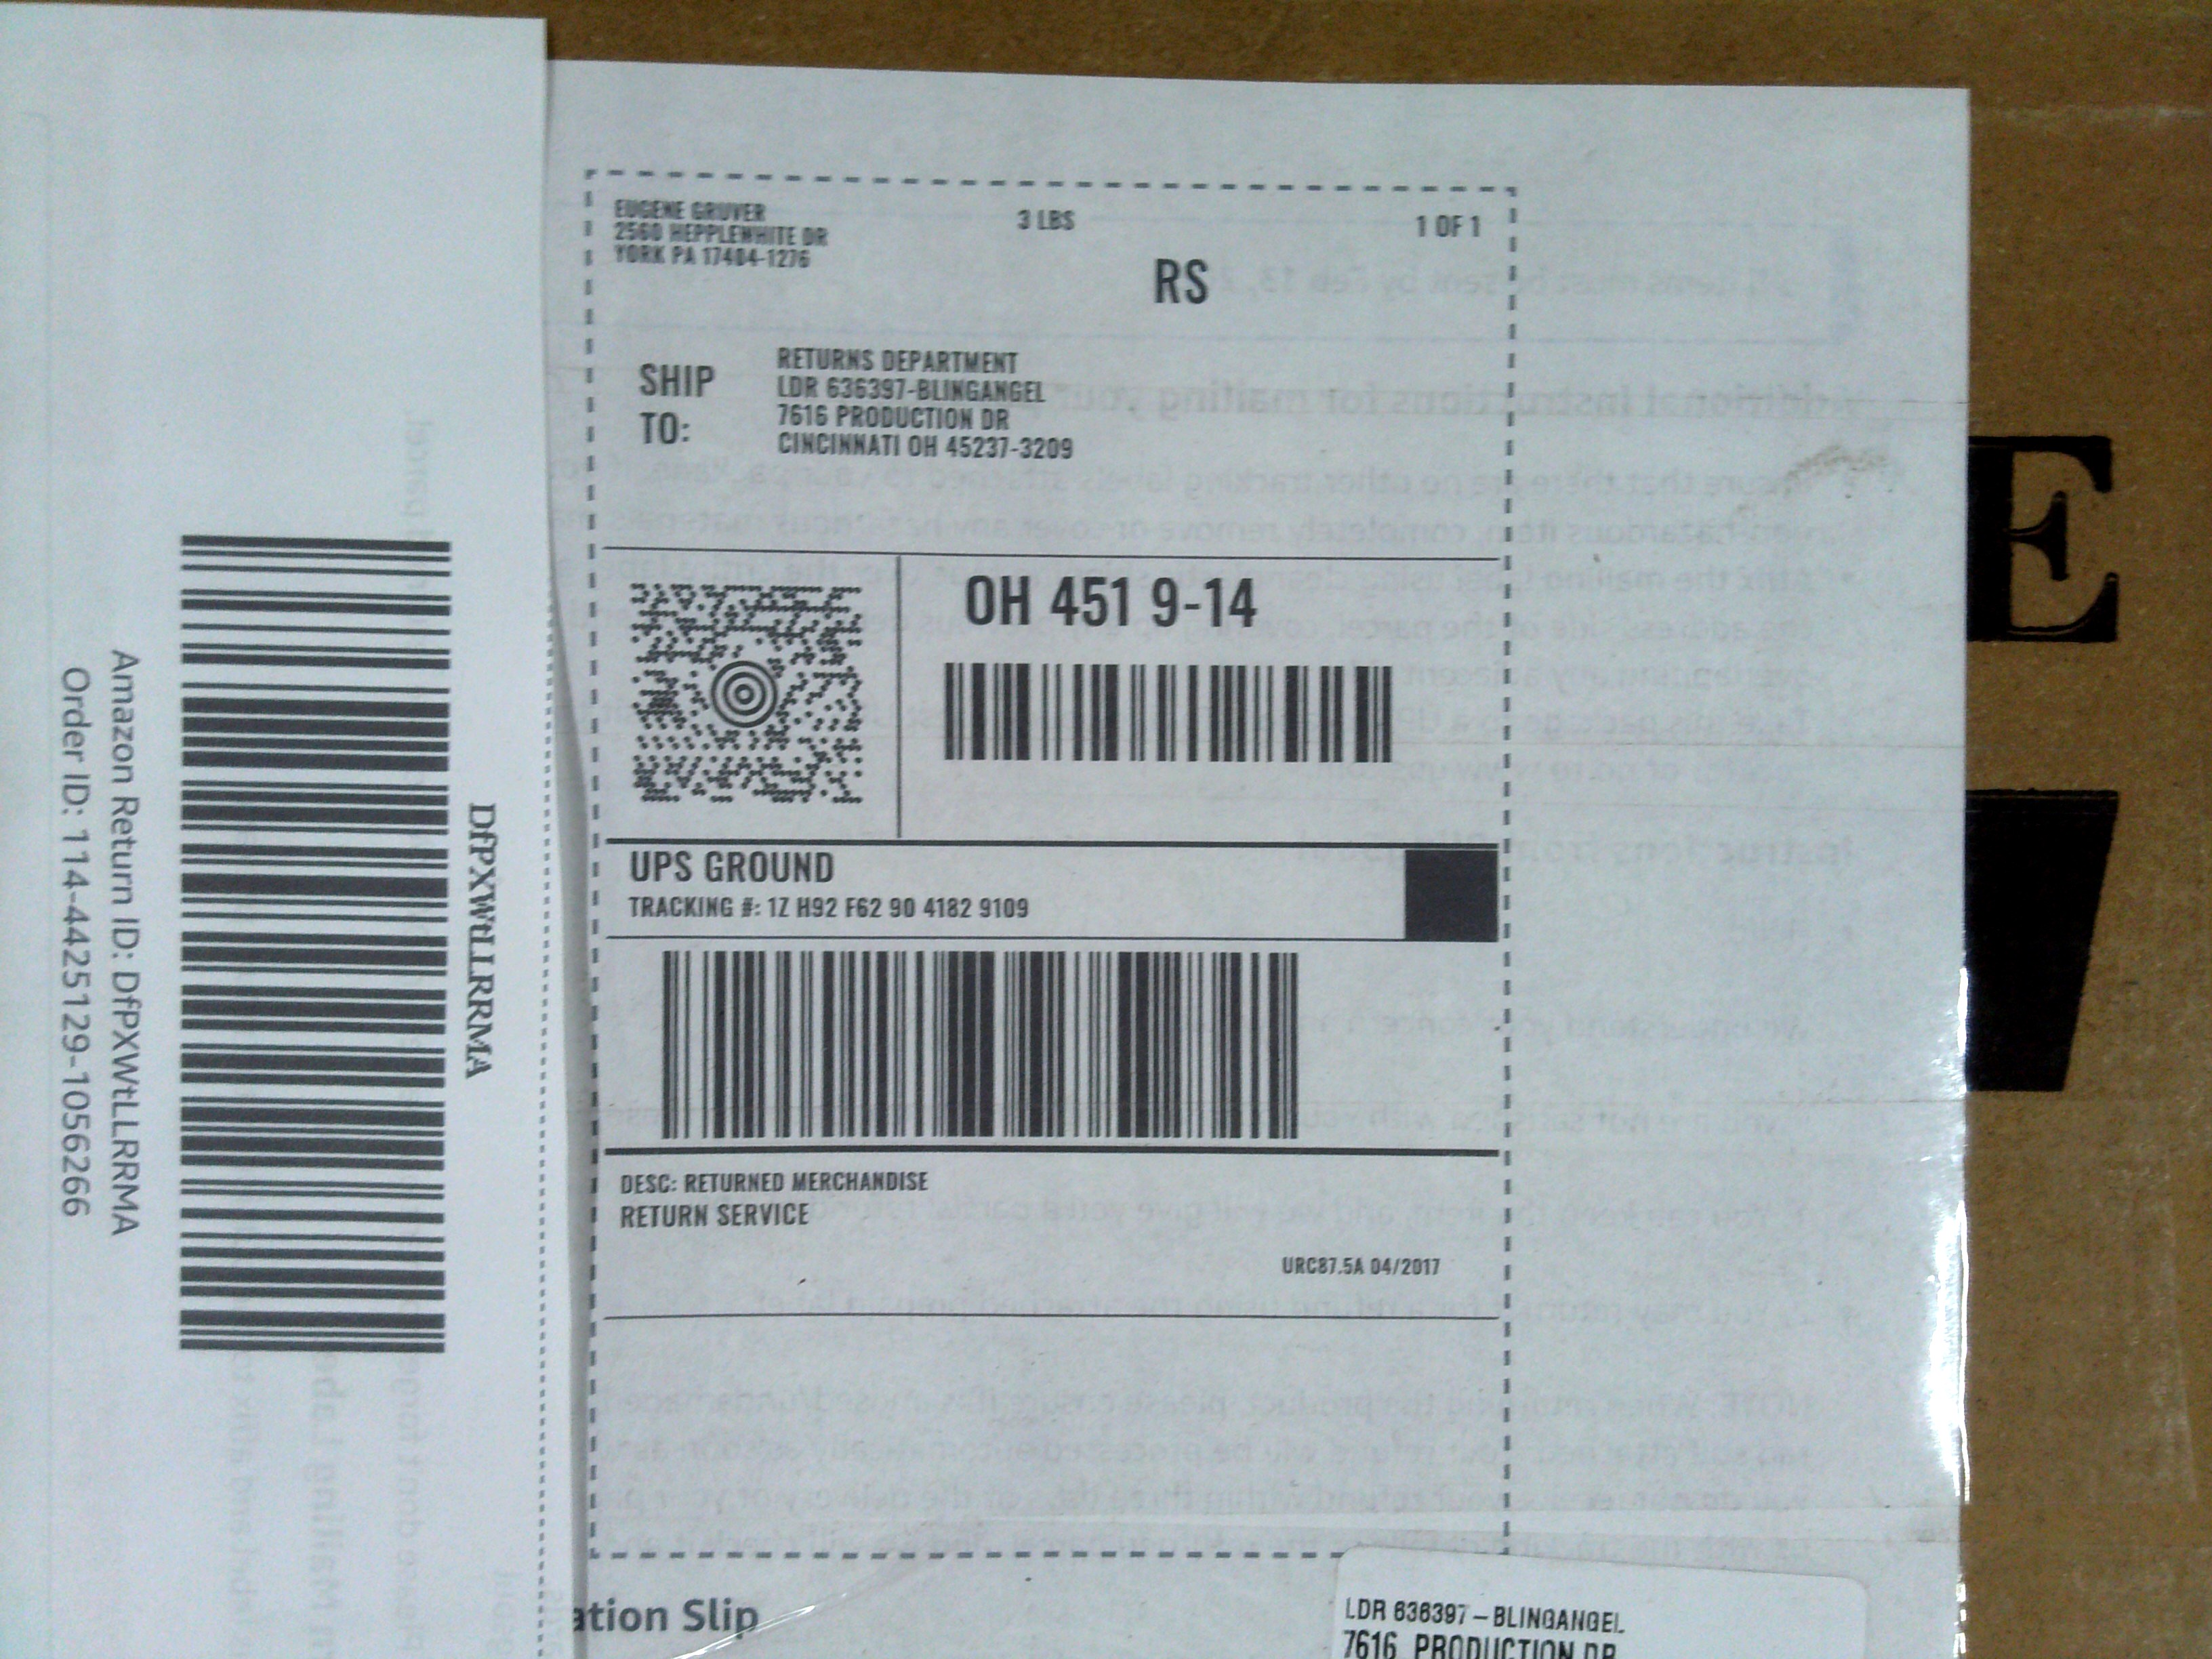 EUGENE GRUVER
2560 HEPPLEWHITE DR
YORK PA 17404-1276
3 LBS
1 OF 1
RS
SHIP TO:
RETURNS DEPARTMENT
LDR 636397-BLINGANGEL
7616 PRODUCTION DR
CINCINNATI OH 45237-3209
OH 451 9-14
UPS GROUND
TRACKING #: 1Z H92 F62 90 4182 9109
DESC: RETURNED MERCHANDISE
RETURN SERVICE
URC87.5A 04/2017
ation Slip
LDR 636397 – BLINGANGEL
7616 PRODUCTION DR
DfPXWtLLRRMA
Amazon Return ID: DfPXWtLLRRMA
Order ID: 114-4425129-1056266
E